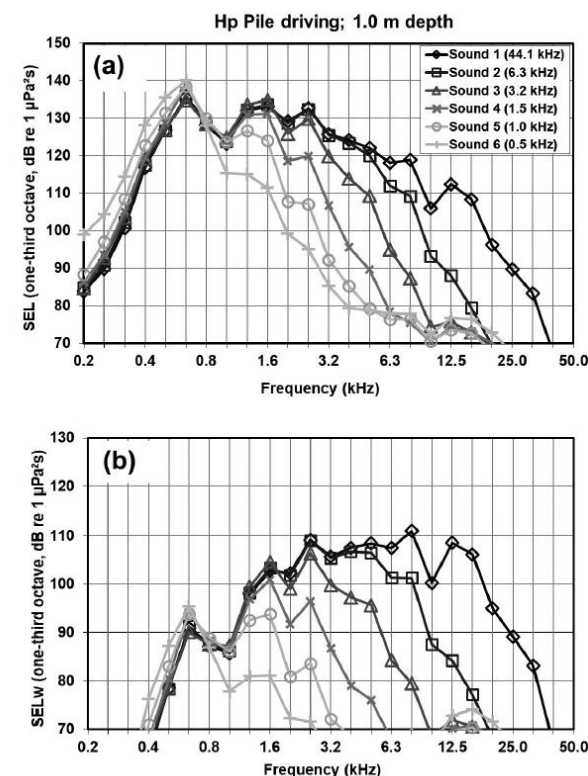 Hp Pile driving; 1.0 m depth
(a)
SEL (one-third octave, dB re 1 µPa²s)
150
140
130
120
110
100
90
80
70
Sound 1 (44.1 kHz)
Sound 2 (6.3 kHz)
Sound 3 (3.2 kHz)
Sound 4 (1.5 kHz)
Sound 5 (1.0 kHz)
Sound 6 (0.5 kHz)
0.2 0.4 0.8 1.6 3.2 6.3 12.5 25.0 50.0
Frequency (kHz)
(b)
SELw (one-third octave, dB re 1 µPa²s)
130
120
110
100
90
80
70
0.2 0.4 0.8 1.6 3.2 6.3 12.5 25.0 50.0
Frequency (kHz)